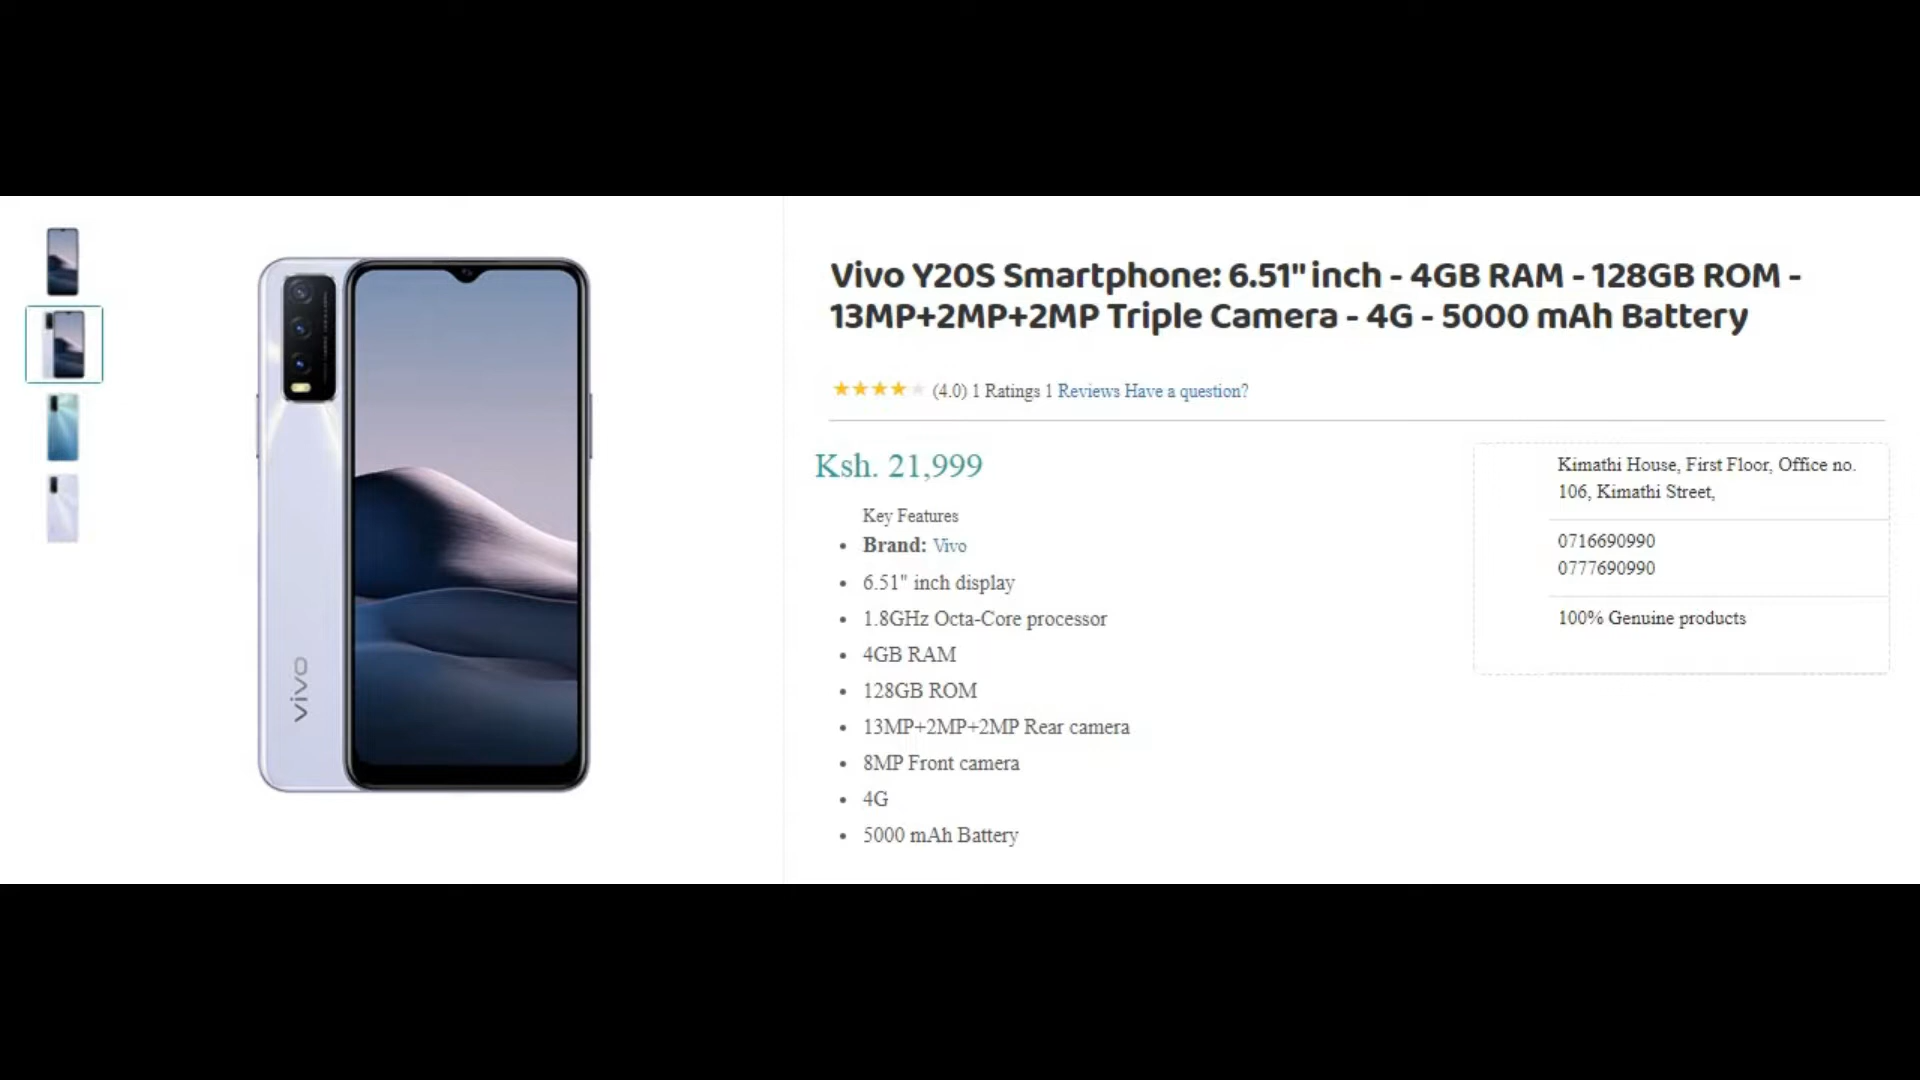 vivo
Vivo Y20S Smartphone: 6.51" inch - 4GB RAM - 128GB ROM -
13MP+2MP+2MP Triple Camera - 4G - 5000 mAh Battery
(4.0) 1 Ratings 1 Reviews Have a question?
Ksh. 21,999
Key Features
Brand: Vivo
6.51" inch display
1.8GHz Octa-Core processor
4GB RAM
128GB ROM
13MP+2MP+2MP Rear camera
8MP Front camera
4G
5000 mAh Battery
Kimathi House, First Floor, Office no.
106, Kimathi Street,
0716690990
0777690990
100% Genuine products